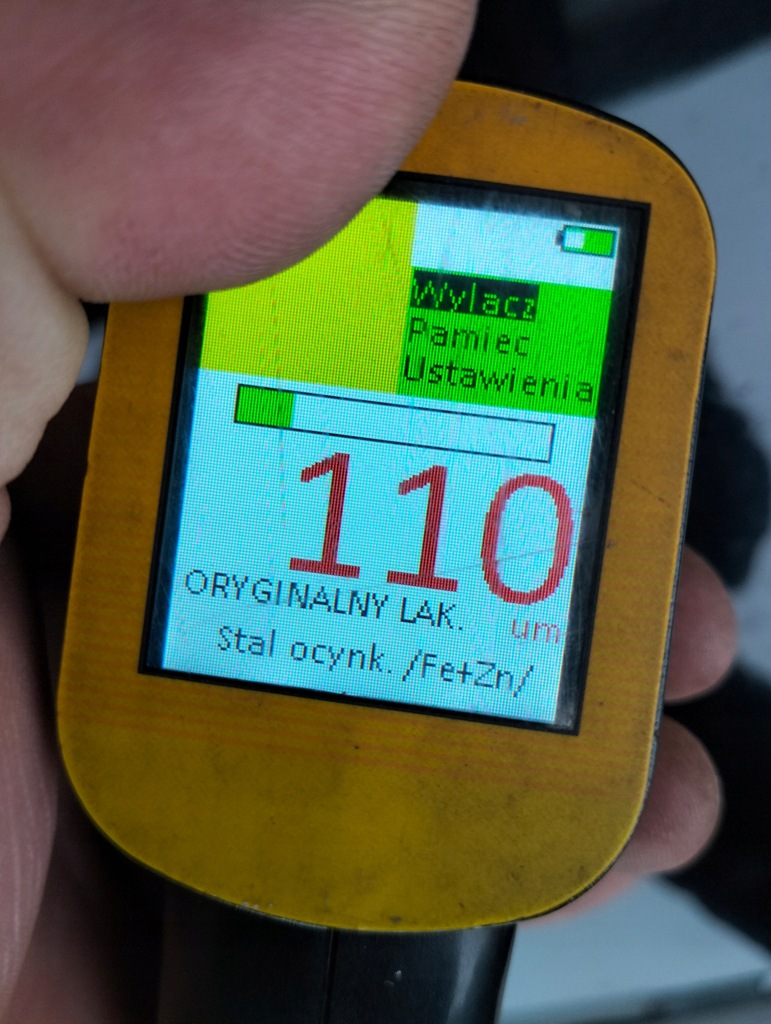 Wylacz
Pamiec
Ustawienia
110
um
ORYGINALNY LAK.
Stal ocynk. /Fe+Zn/